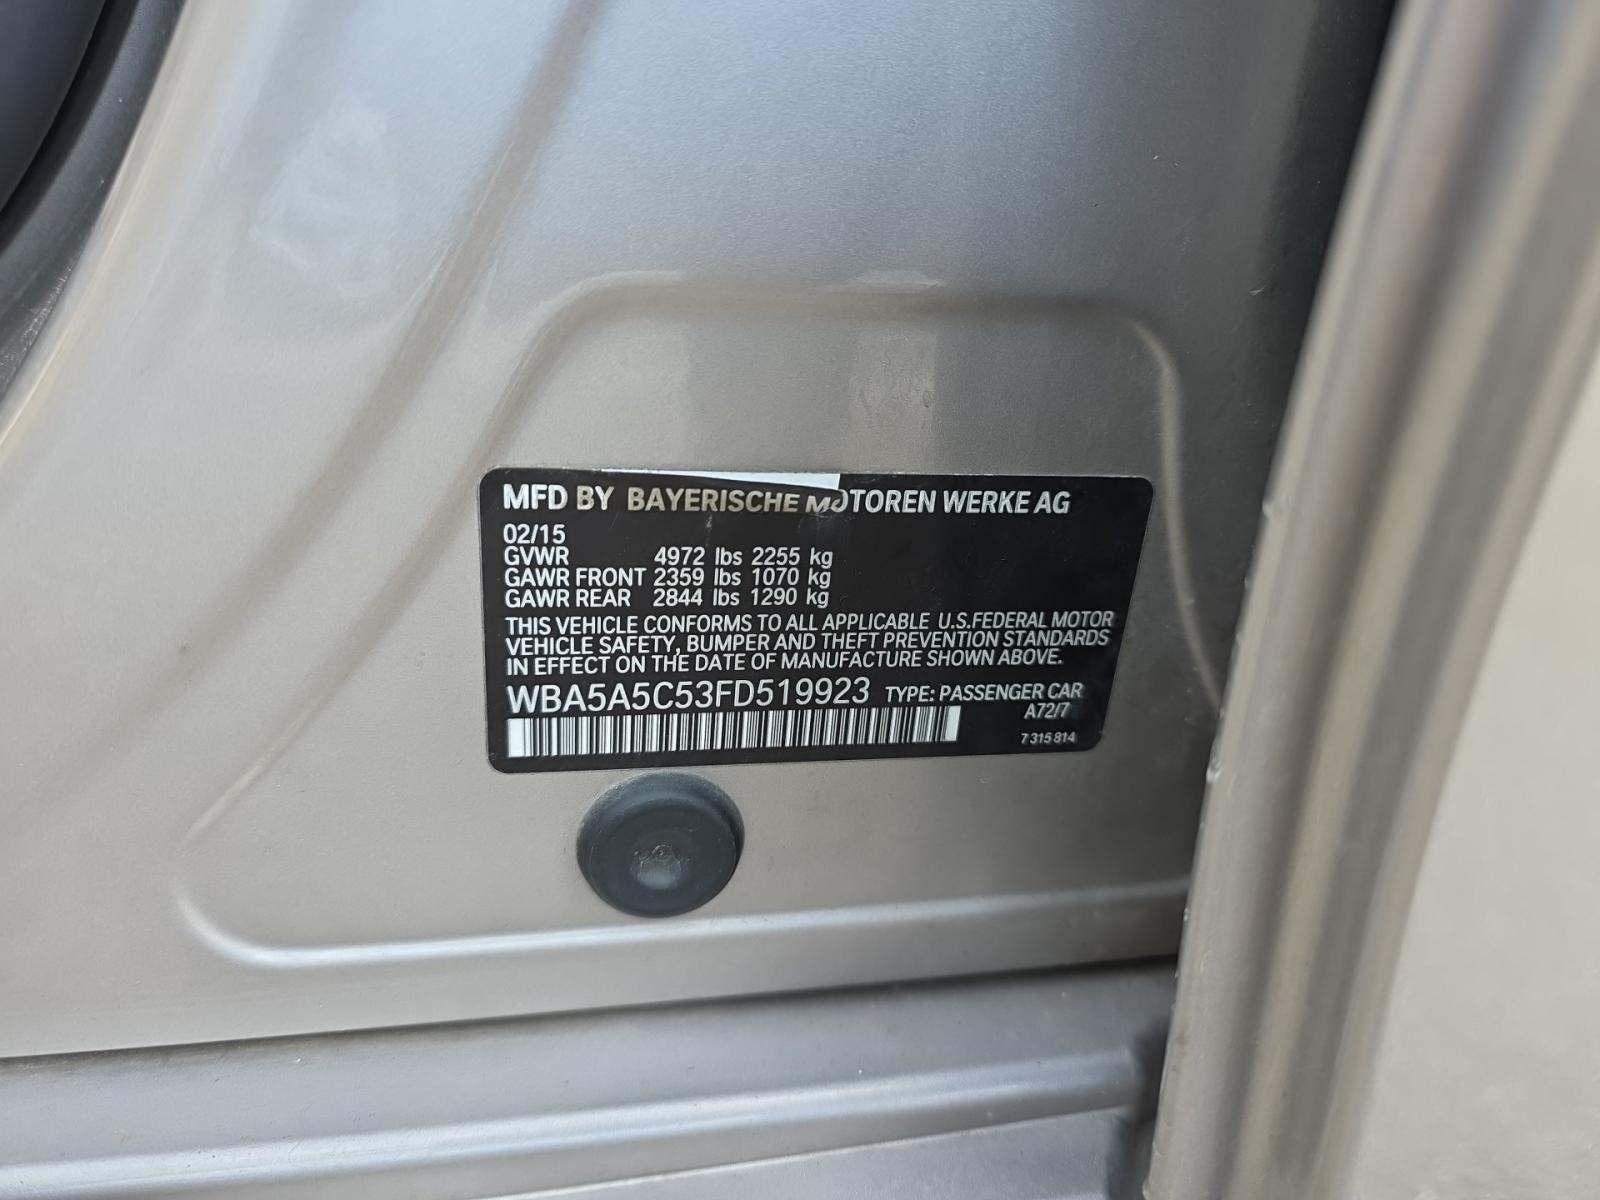 MFD BY BAYERISCHE MOTOREN WERKE AG
02/15
GVWR 4972 lbs 2255 kg
GAWR FRONT 2359 lbs 1070 kg
GAWR REAR 2844 lbs 1290 kg
THIS VEHICLE CONFORMS TO ALL APPLICABLE U.S.FEDERAL MOTOR
VEHICLE SAFETY, BUMPER AND THEFT PREVENTION STANDARDS
IN EFFECT ON THE DATE OF MANUFACTURE SHOWN ABOVE.
WBA5A5C53FD519923 TYPE: PASSENGER CAR
A72/7
7 315 814